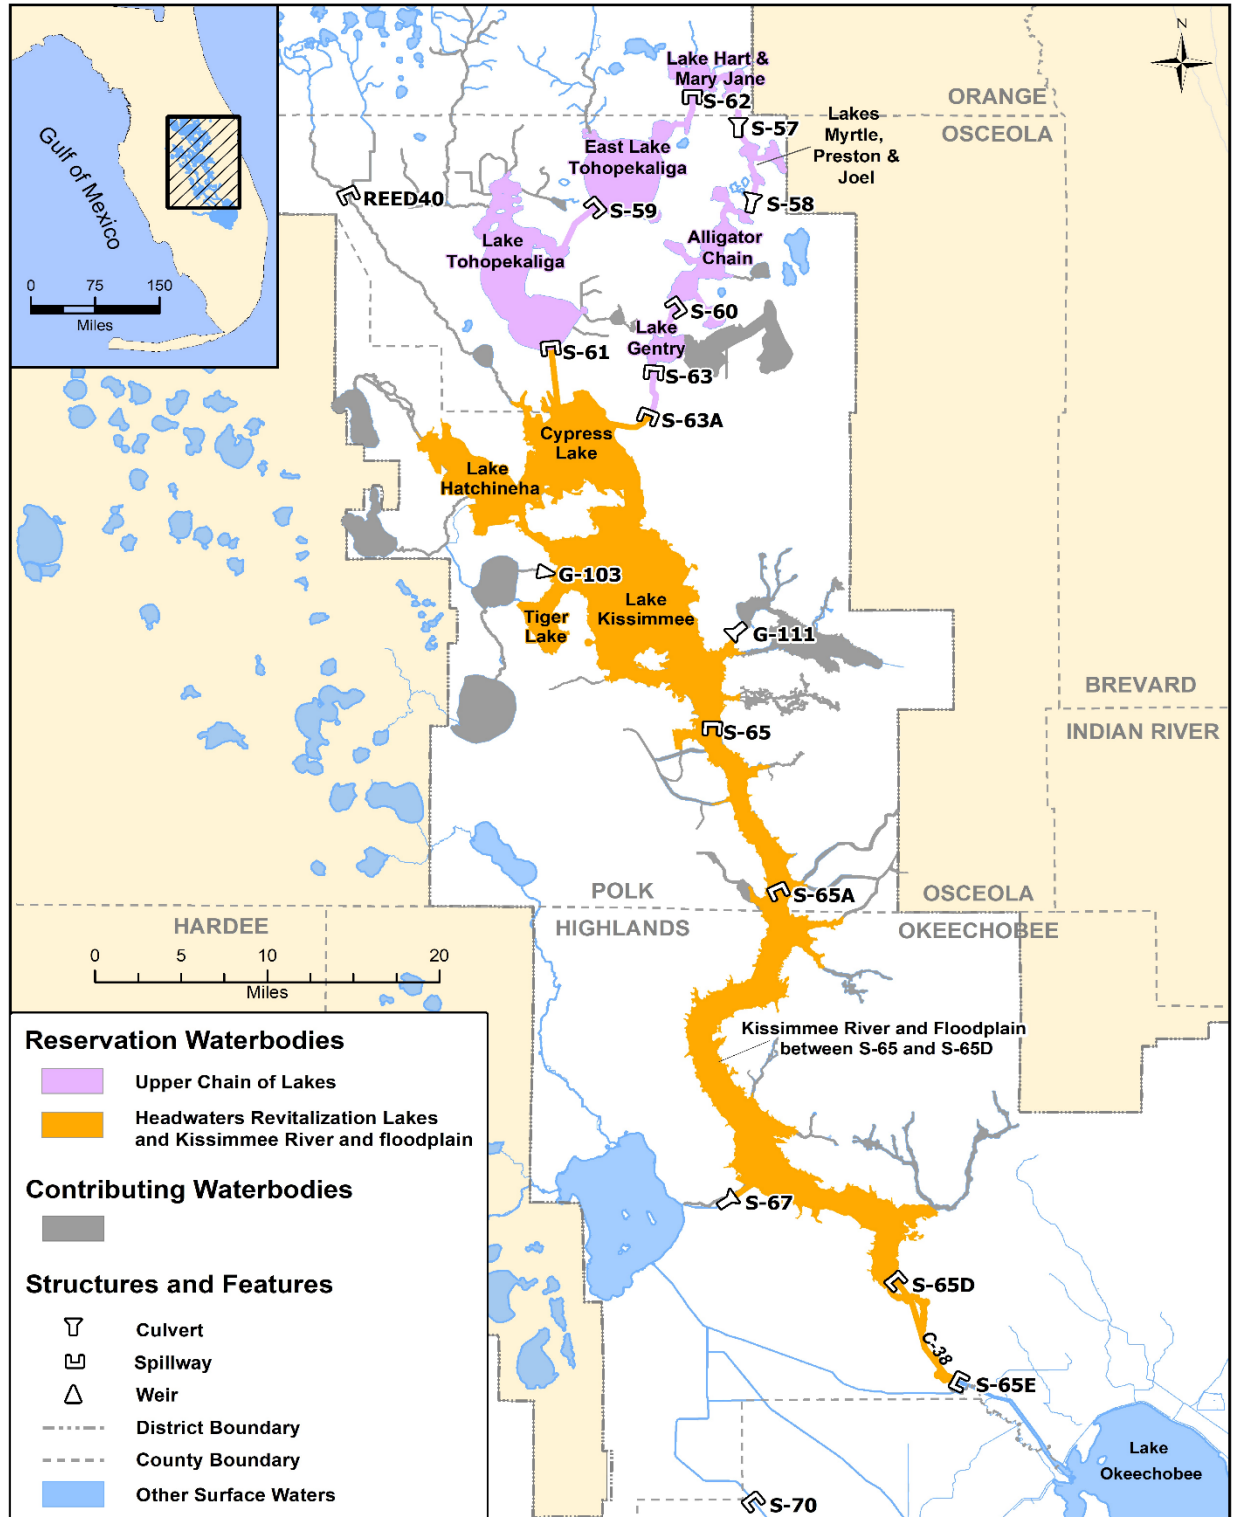 Gulf of Mexico
0 75 150
Miles
N
Lake Hart &
Mary Jane
S-62
ORANGE
OSCEOLA
S-57
Lakes
Myrtle,
Preston &
Joel
East Lake
Tohopekaliga
REED40
S-59
S-58
Lake
Tohopekaliga
Alligator
Chain
S-60
Lake
Gentry
S-61
S-63
S-63A
Cypress
Lake
Lake
Hatchineha
G-103
Lake
Kissimmee
Tiger
Lake
G-111
BREVARD
INDIAN RIVER
S-65
S-65A
POLK
OSCEOLA
HARDEE
HIGHLANDS
OKEECHOBEE
0 5 10 20
Miles
Kissimmee River and Floodplain
between S-65 and S-65D
Reservation Waterbodies
Upper Chain of Lakes
Headwaters Revitalization Lakes
and Kissimmee River and floodplain
Contributing Waterbodies
Structures and Features
Culvert
Spillway
Weir
District Boundary
County Boundary
Other Surface Waters
S-67
S-65D
C-38
S-65E
Lake
Okeechobee
S-70